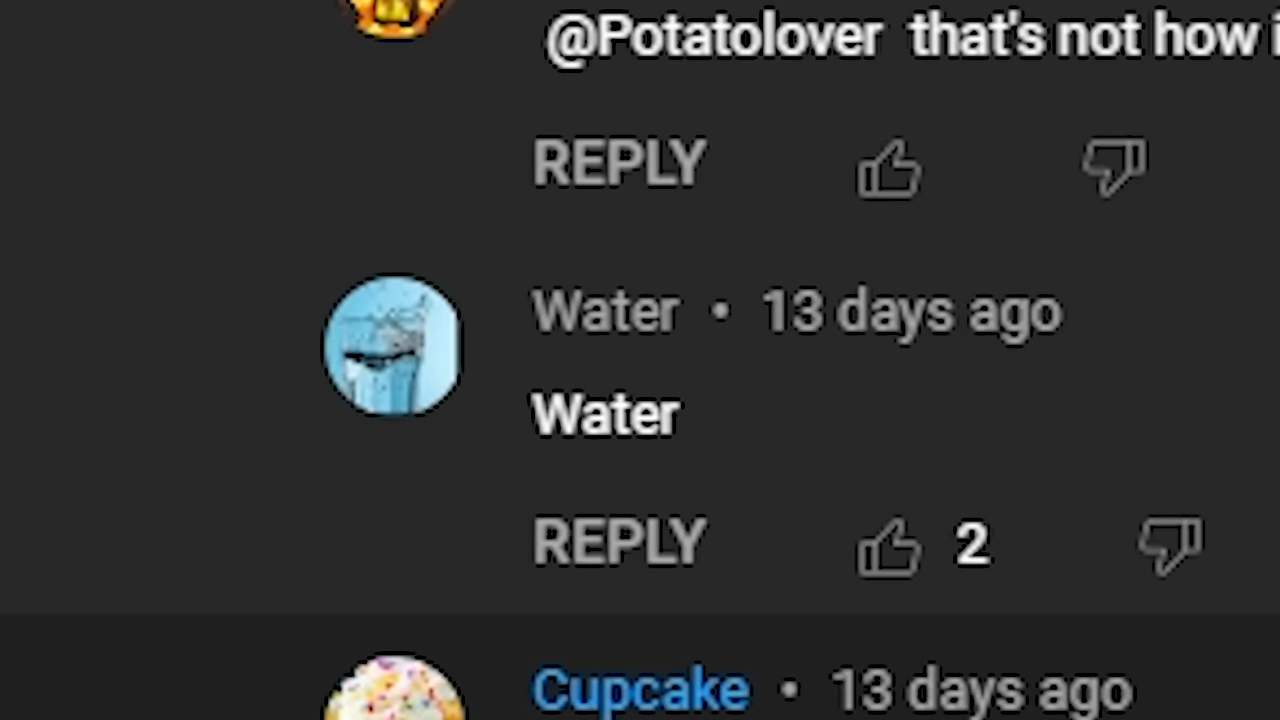 @Potatolover that's not how
REPLY
Water • 13 days ago
Water
REPLY 2
Cupcake • 13 days ago